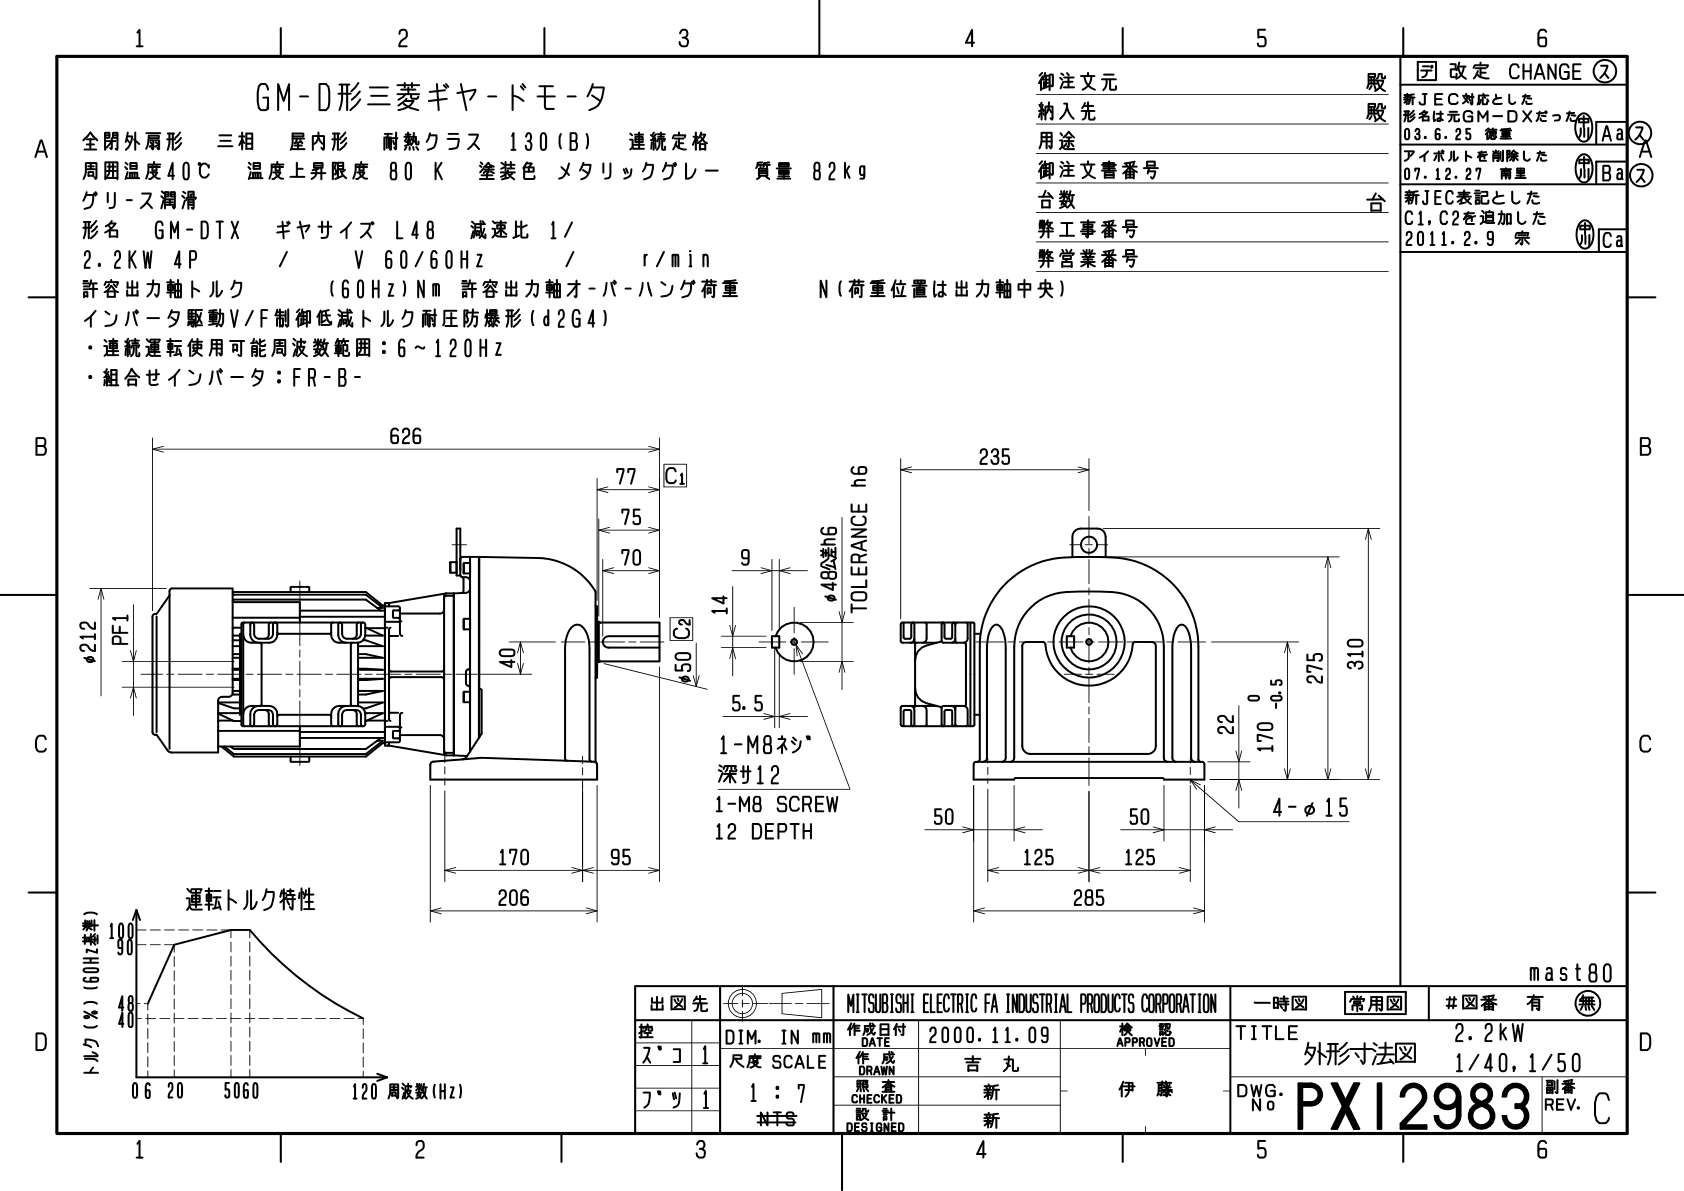 1 2 3 4 5 6
GM-D形三菱ギヤードモータ
全閉外扇形 三相 屋内形 耐熱クラス 130(B) 連続定格
周囲温度40℃ 温度上昇限度 80 K 塗装色 メタリックグレー 質量 82kg
グリース潤滑
形名 GM-DTX ギヤサイズ L48 減速比 1/
2.2KW 4P / V 60/60Hz / r/min
許容出力軸トルク (60Hz)Nm 許容出力軸オーバーハング荷重 N(荷重位置は出力軸中央)
インバータ駆動V/F制御低減トルク耐圧防爆形(d2G4)
・連続運転使用可能周波数範囲：6～120Hz
・組合せインバータ：FR-B-
御注文元 殿
納入先 殿
用途
御注文書番号
台数 台
弊工事番号
弊営業番号
デ 改定 CHANGE ス
新JEC対応とした
形名は元GM-DXだった
03.6.25 徳重 Aa ス
アイボルトを削除した
07.12.27 南里 Ba ス
新JEC表記とした
C1,C2を追加した
2011.2.9 宗 Ca
A A
B B
C C
D D
626
77 C1
75
70
φ212
PF1
40
C2
φ50
170 95
206
9
14
5.5
φ48公差h6
TOLERANCE h6
1-M8ネジ
深サ12
1-M8 SCREW
12 DEPTH
235
310
275
170 0 -0.5
22
4-φ15
50 50
125 125
285
運転トルク特性
トルク(%)(60Hz基準)
100
90
48
40
0 6 20 50 60 120 周波数(Hz)
mast80
出図先
控
ズコ 1
ブツ 1
DIM. IN mm
尺度 SCALE
1 : 7
NTS
MITSUBISHI ELECTRIC FA INDUSTRIAL PRODUCTS CORPORATION
作成日付 DATE 2000.11.09
作成 DRAWN 吉丸
照査 CHECKED 新
設計 DESIGNED 新
検認 APPROVED
伊藤
一時図 常用図 #図番 有 無
TITLE 外形寸法図
2.2kW
1/40,1/50
DWG. No PX12983
副番 REV. C
1 2 3 4 5 6